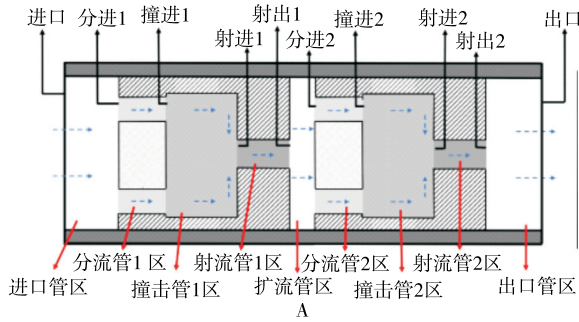 进口 分进1 撞进1 射进1 射出1 分进2 撞进2 射进2 射出2 出口
分流管1区 射流管1区 分流管2区 射流管2区
进口管区 撞击管1区 扩流管区 撞击管2区 出口管区
A